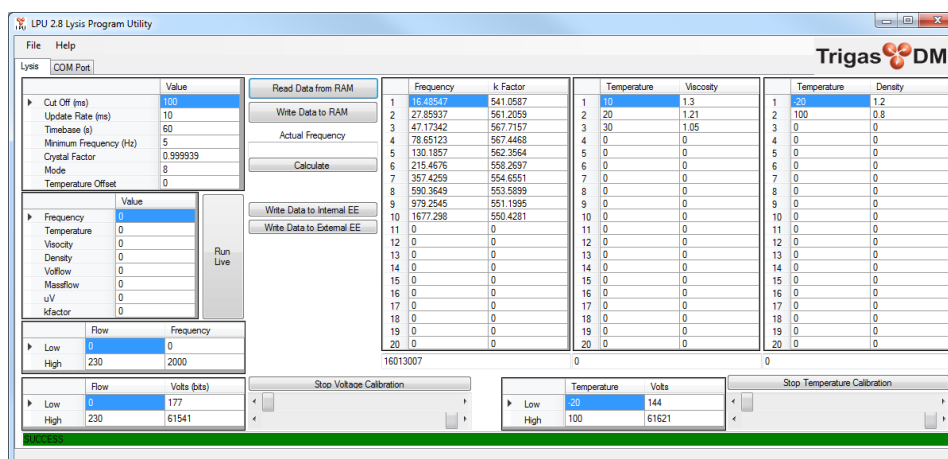 LPU 2.8 Lysis Program Utility
File Help
Trigas DM
Lysis COM Port
Value
Cut Off (ms) 100
Update Rate (ms) 10
Timebase (s) 60
Minimum Frequency (Hz) 5
Crystal Factor 0.999939
Mode 8
Temperature Offset 0
Value
Frequency 0
Temperature 0
Visocity 0
Density 0
Volflow 0
Massflow 0
uV 0
kfactor 0
Run
Live
Flow Frequency
Low 0 0
High 230 2000
Flow Volts (bits)
Low 0 177
High 230 61541
Read Data from RAM
Write Data to RAM
Actual Frequency
Calculate
Write Data to Internal EE
Write Data to External EE
Stop Voltage Calibration
Frequency k Factor
1 16.48547 541.0587
2 27.85937 561.2059
3 47.17342 567.7157
4 78.65123 567.4468
5 130.1857 562.3564
6 215.4676 558.2697
7 357.4259 554.6551
8 590.3649 553.5899
9 979.2545 551.1995
10 1677.298 550.4281
11 0 0
12 0 0
13 0 0
14 0 0
15 0 0
16 0 0
17 0 0
18 0 0
19 0 0
20 0 0
16013007
Temperature Viscosity
1 10 1.3
2 20 1.21
3 30 1.05
4 0 0
5 0 0
6 0 0
7 0 0
8 0 0
9 0 0
10 0 0
11 0 0
12 0 0
13 0 0
14 0 0
15 0 0
16 0 0
17 0 0
18 0 0
19 0 0
20 0 0
0
Temperature Density
1 -20 1.2
2 100 0.8
3 0 0
4 0 0
5 0 0
6 0 0
7 0 0
8 0 0
9 0 0
10 0 0
11 0 0
12 0 0
13 0 0
14 0 0
15 0 0
16 0 0
17 0 0
18 0 0
19 0 0
20 0 0
0
Temperature Volts
Low -20 144
High 100 61621
Stop Temperature Calibration
SUCCESS